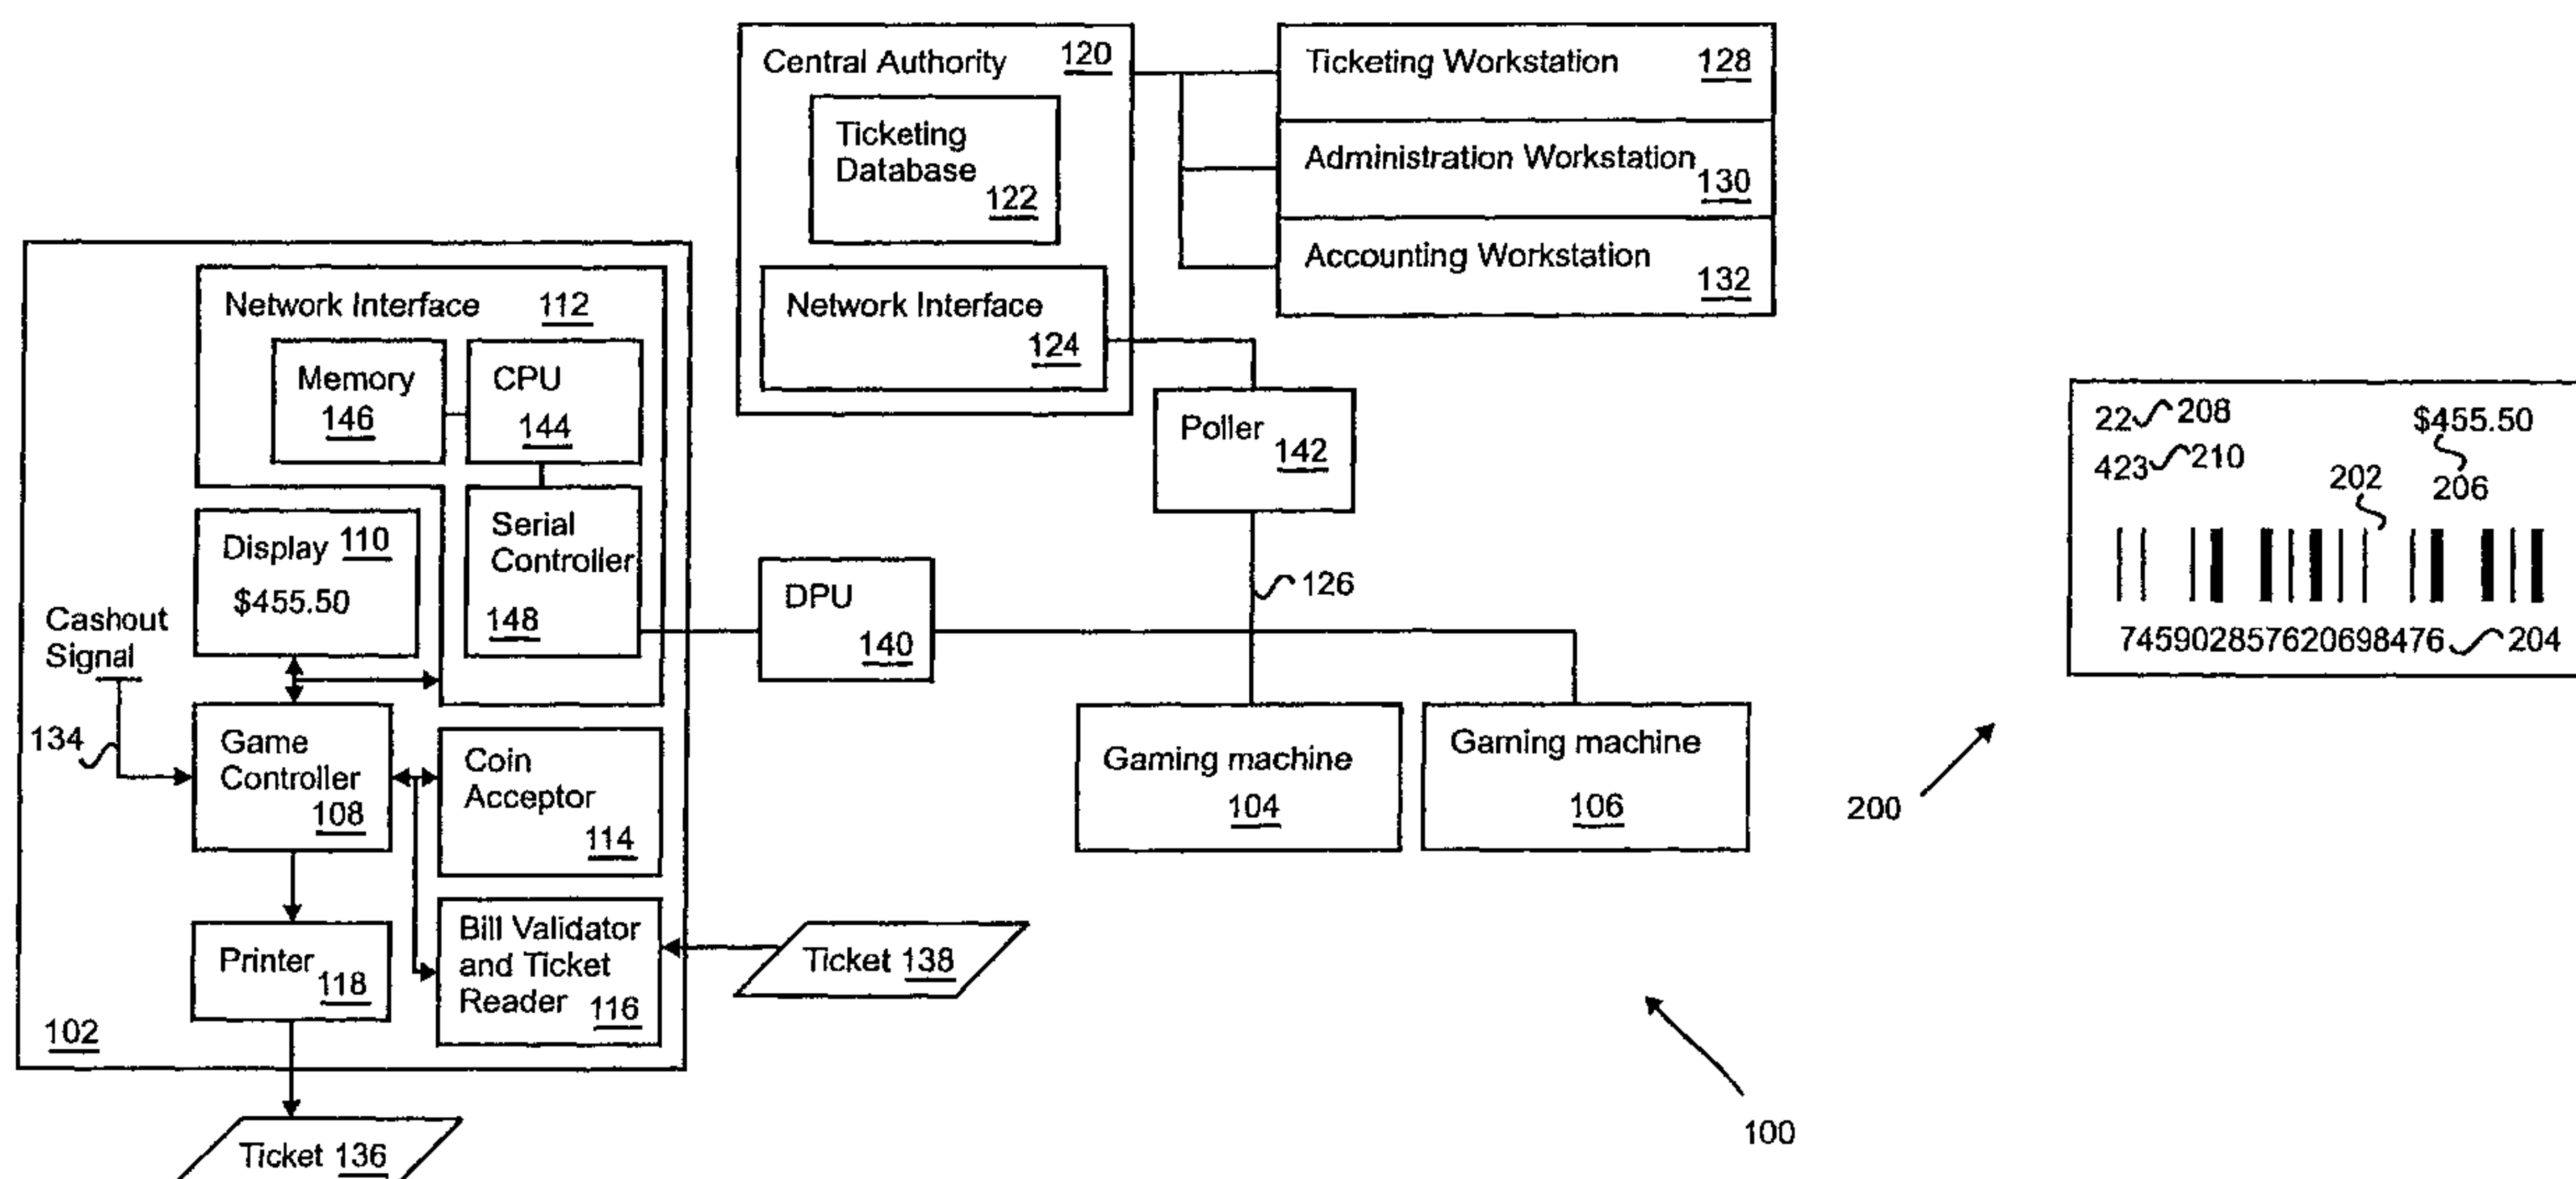 Central Authority 120
Ticketing
Database
122
Network Interface
124
Ticketing Workstation 128
Administration Workstation
130
Accounting Workstation
132
Network Interface 112
Memory
146
CPU
144
Serial
Controller
148
Display 110
$455.50
Cashout
Signal
134
Game
Controller
108
Coin
Acceptor
114
Printer
118
Bill Validator
and Ticket
Reader 116
102
Ticket 136
Ticket 138
DPU
140
Poller
142
126
Gaming machine
104
Gaming machine
106
100
200
22 208
423 210
$455.50
206
202
745902857620698476 204